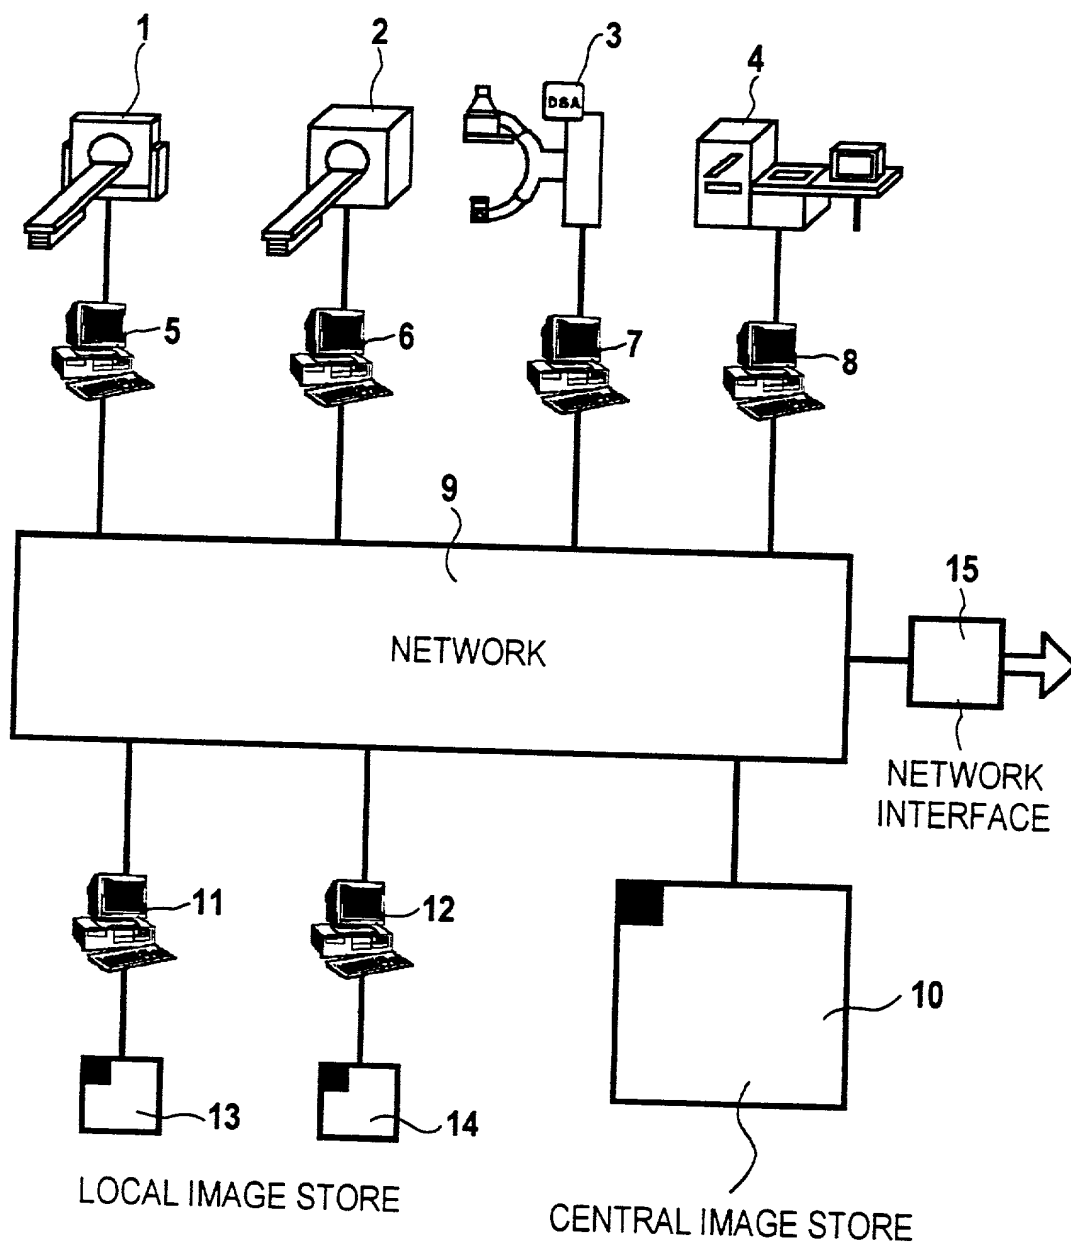 1
2
3
DSA
4
5
6
7
8
9
NETWORK
15
NETWORK
INTERFACE
11
12
10
13
14
LOCAL IMAGE STORE
CENTRAL IMAGE STORE